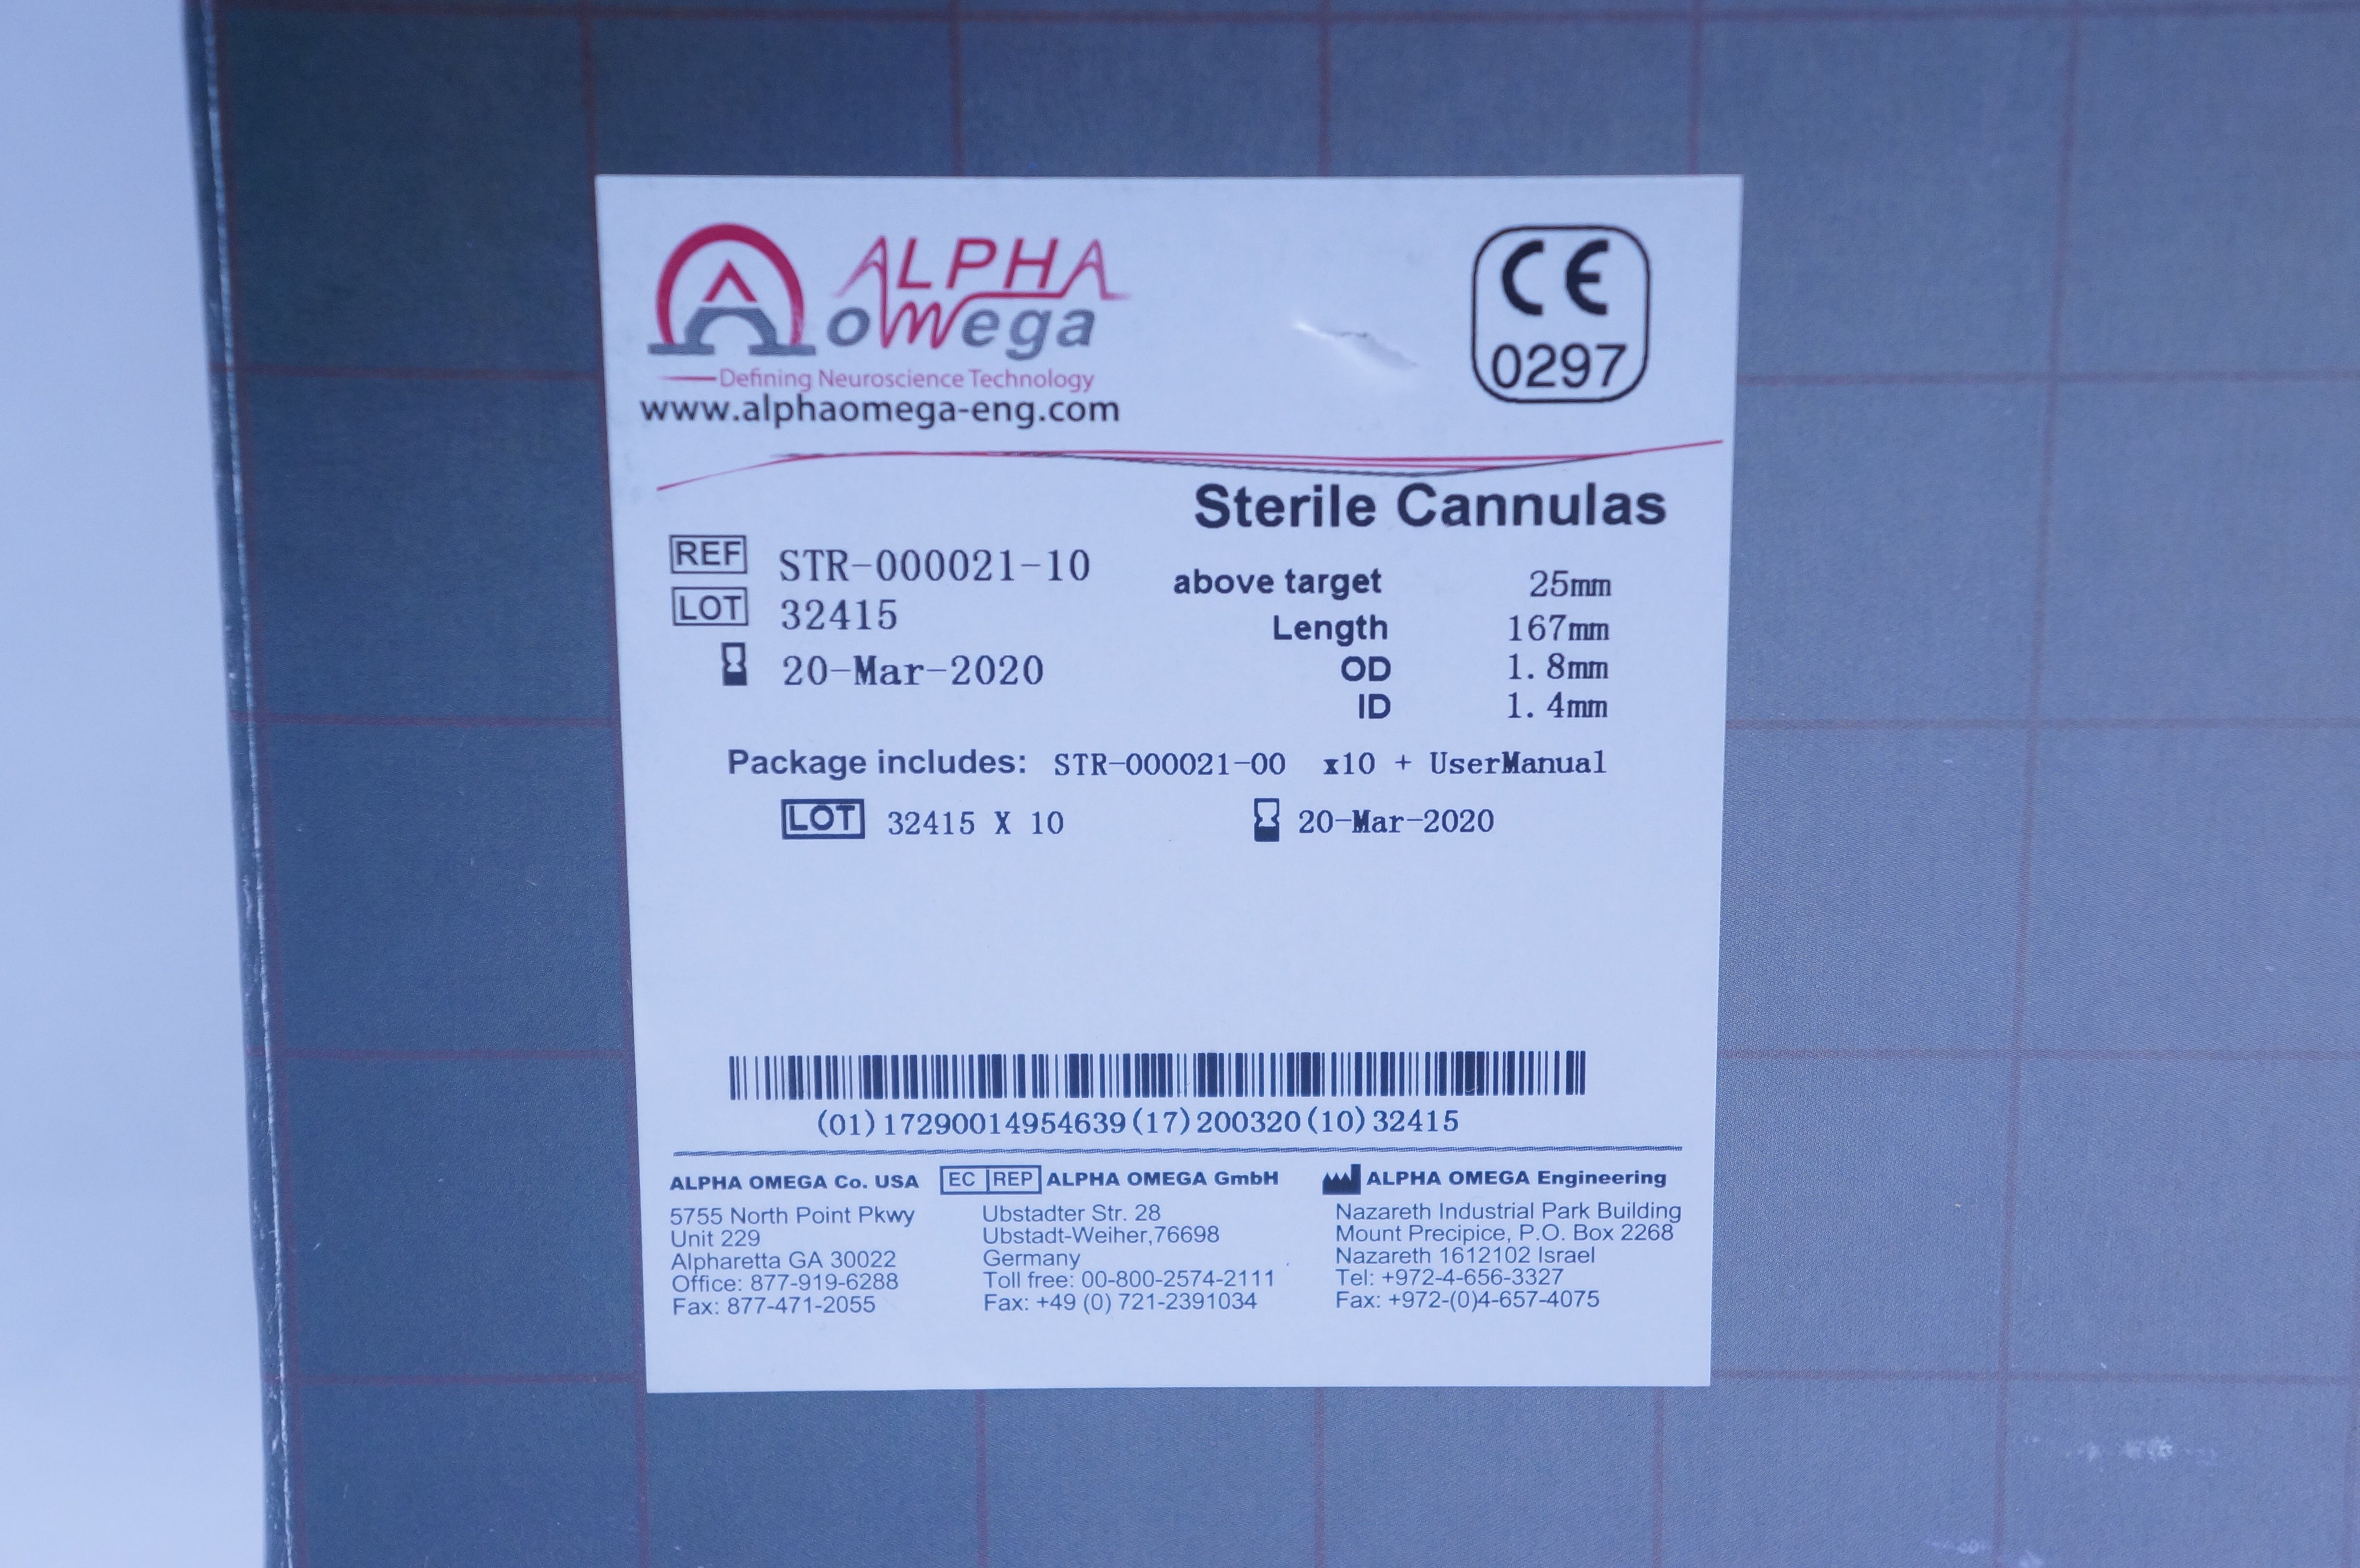 ALPHA
omega
Defining Neuroscience Technology
www.alphaomega-eng.com
CE
0297
Sterile Cannulas
REF STR-000021-10
LOT 32415
20-Mar-2020
above target 25mm
Length 167mm
OD 1.8mm
ID 1.4mm
Package includes: STR-000021-00 x10 + UserManual
LOT 32415 X 10 20-Mar-2020
(01)17290014954639(17)200320(10)32415
ALPHA OMEGA Co. USA
5755 North Point Pkwy
Unit 229
Alpharetta GA 30022
Office: 877-919-6288
Fax: 877-471-2055
EC REP ALPHA OMEGA GmbH
Ubstadter Str. 28
Ubstadt-Weiher,76698
Germany
Toll free: 00-800-2574-2111
Fax: +49 (0) 721-2391034
ALPHA OMEGA Engineering
Nazareth Industrial Park Building
Mount Precipice, P.O. Box 2268
Nazareth 1612102 Israel
Tel: +972-4-656-3327
Fax: +972-(0)4-657-4075